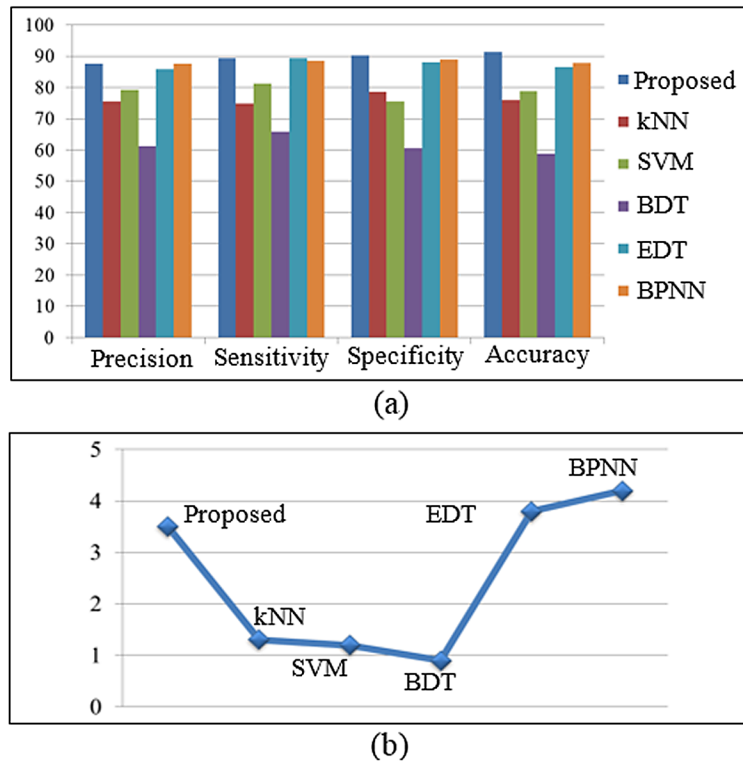 100
90
80
70
60
50
40
30
20
10
0
Precision Sensitivity Specificity Accuracy
Proposed
kNN
SVM
BDT
EDT
BPNN
(a)
5
4
3
2
1
0
Proposed
kNN
SVM
BDT
EDT
BPNN
(b)